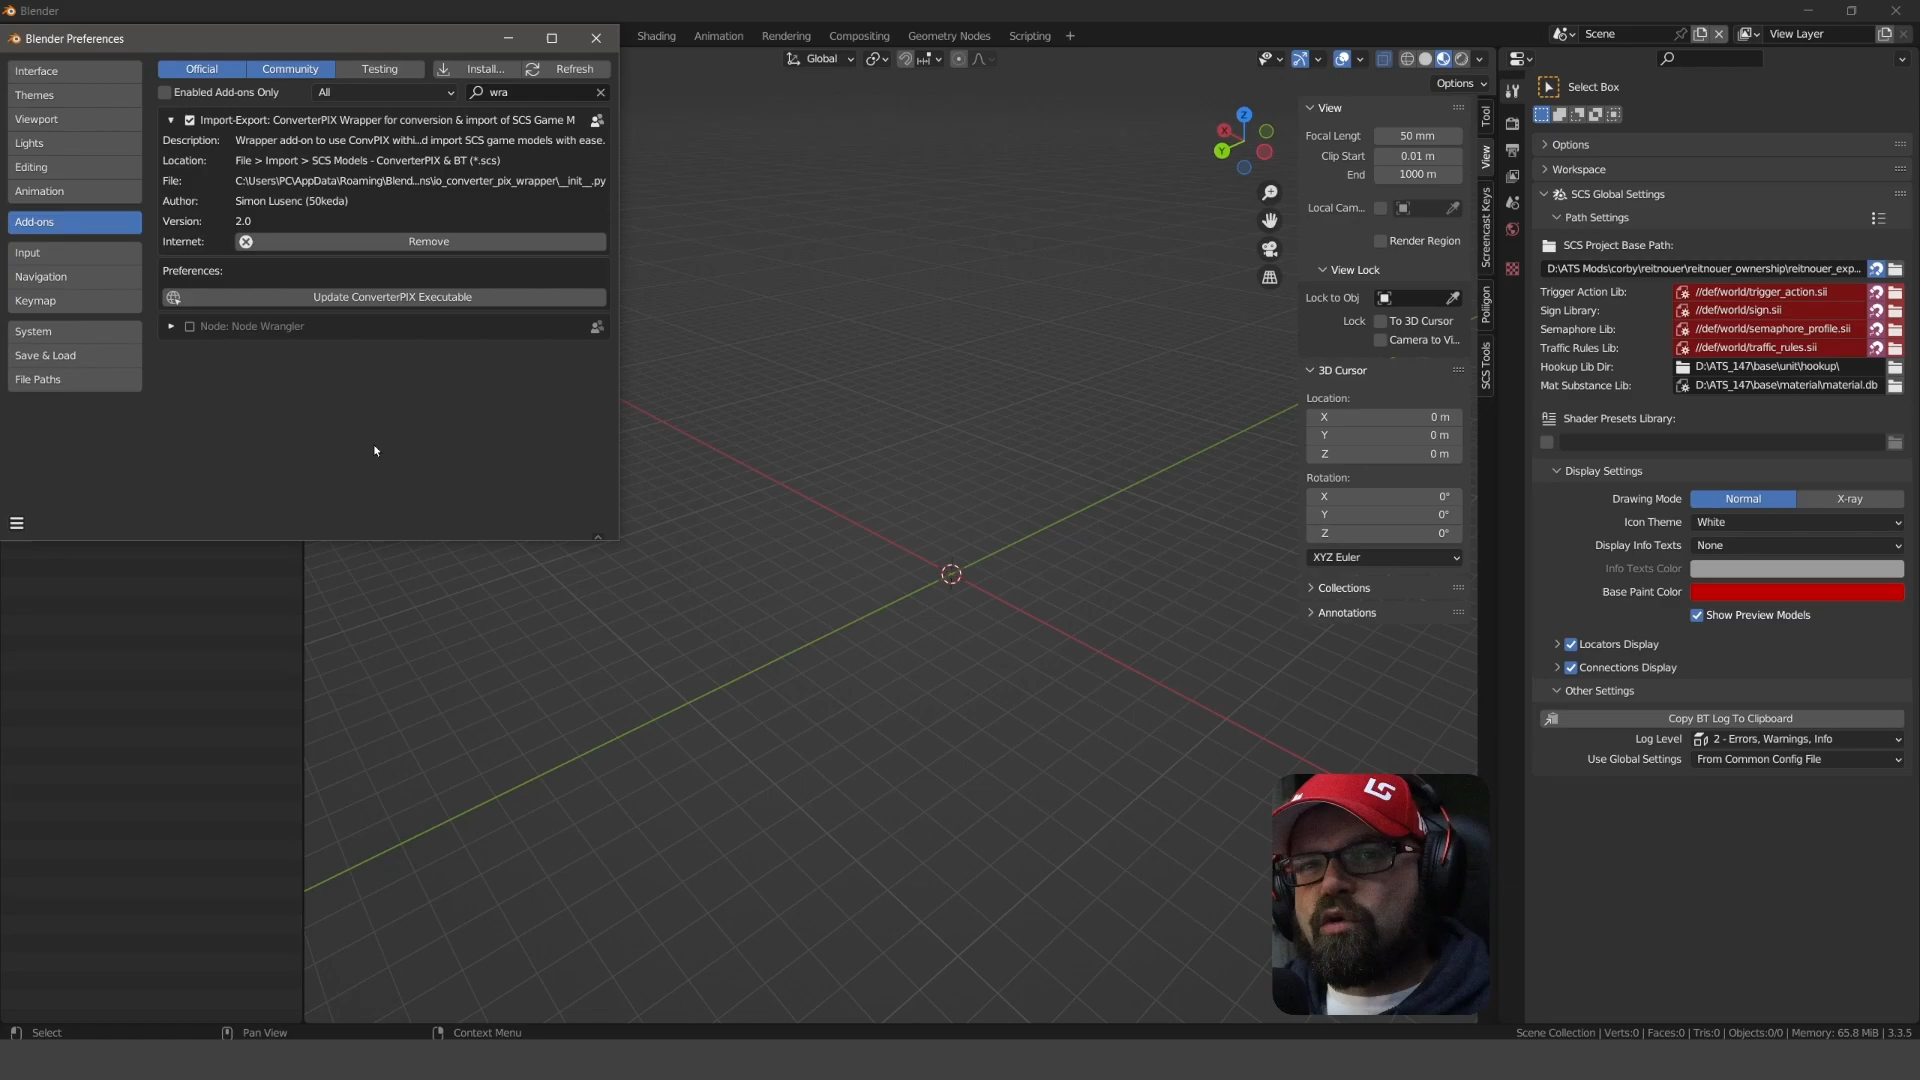 Blender
Blender Preferences
Shading
Animation
Rendering
Compositing
Geometry Nodes
Scripting
Scene
View Layer
Interface
Themes
Viewport
Lights
Editing
Animation
Add-ons
Input
Navigation
Keymap
System
Save & Load
File Paths
Official
Community
Testing
Install...
Refresh
Enabled Add-ons Only
All
wra
Import-Export: ConverterPIX Wrapper for conversion & import of SCS Game M
Description: Wrapper add-on to use ConvPIX withi...d import SCS game models with ease.
Location: File > Import > SCS Models - ConverterPIX & BT (*.scs)
File: C:\Users\PC\AppData\Roaming\Blend...ns\io_converter_pix_wrapper\__init__.py
Author: Simon Lusenc (50keda)
Version: 2.0
Internet: Remove
Preferences:
Update ConverterPIX Executable
Node: Node Wrangler
Global
Options
X
Y
Z
View
Focal Lengt 50 mm
Clip Start 0.01 m
End 1000 m
Local Cam...
Render Region
View Lock
Lock to Obj
Lock To 3D Cursor
Camera to Vi...
3D Cursor
Location:
X 0 m
Y 0 m
Z 0 m
Rotation:
X 0°
Y 0°
Z 0°
XYZ Euler
Collections
Annotations
Tool
View
Screencast Keys
Poliigon
SCS Tools
Select Box
Options
Workspace
SCS Global Settings
Path Settings
SCS Project Base Path:
D:\ATS Mods\corby\reitnouer\reitnouer_ownership\reitnouer_exp...
Trigger Action Lib: //def/world/trigger_action.sii
Sign Library: //def/world/sign.sii
Semaphore Lib: //def/world/semaphore_profile.sii
Traffic Rules Lib: //def/world/traffic_rules.sii
Hookup Lib Dir: D:\ATS_147\base\unit\hookup\
Mat Substance Lib: D:\ATS_147\base\material\material.db
Shader Presets Library:
Display Settings
Drawing Mode Normal X-ray
Icon Theme White
Display Info Texts None
Info Texts Color
Base Paint Color
Show Preview Models
Locators Display
Connections Display
Other Settings
Copy BT Log To Clipboard
Log Level 2 - Errors, Warnings, Info
Use Global Settings From Common Config File
Select
Pan View
Context Menu
Scene Collection | Verts:0 | Faces:0 | Tris:0 | Objects:0/0 | Memory: 65.8 MiB | 3.3.5